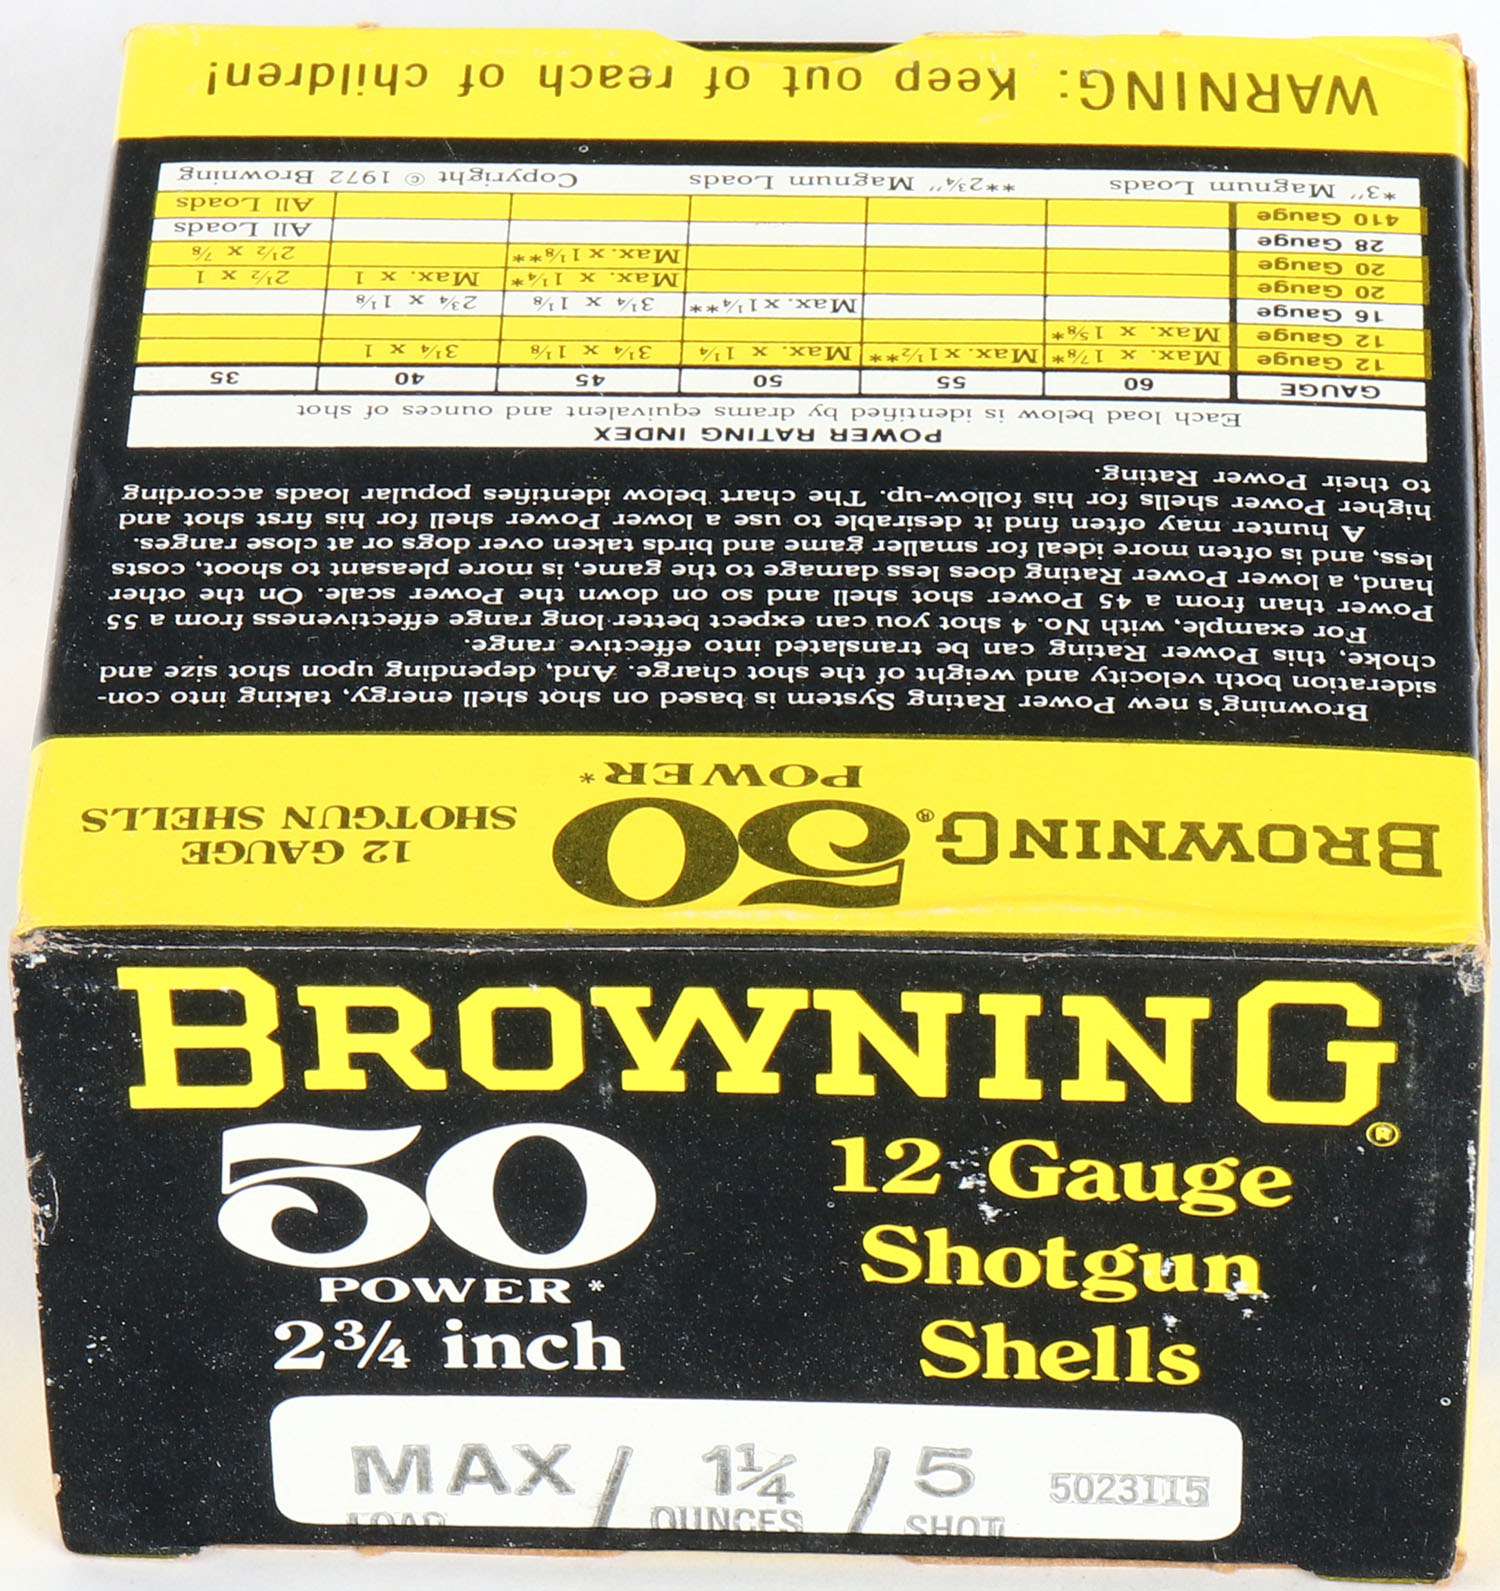 BROWNING®
50
POWER*
12 GAUGE
SHOTGUN SHELLS
Browning's new Power Rating System is based on shot shell energy, taking into con-
sideration both velocity and weight of the shot charge. And, depending upon shot size and
choke, this Power Rating can be translated into effective range.
For example, with No. 4 shot you can expect better long range effectiveness from a 55
Power than from a 45 Power shot shell and so on down the Power scale. On the other
hand, a lower Power Rating does less damage to the game, is more pleasant to shoot, costs
less, and is often more ideal for smaller game and birds taken over dogs or at close ranges.
A hunter may often find it desirable to use a lower Power shell for his first shot and
higher Power shells for his follow-up. The chart below identifies popular loads according
to their Power Rating.
POWER RATING INDEX
Each load below is identified by drams equivalent and ounces of shot
GAUGE 60 55 50 45 40 35
12 Gauge Max. x 1⅞* Max. x 1½** Max. x 1¼ 3¼ x 1⅛ 3¼ x 1
12 Gauge Max. x 1⅝*
16 Gauge Max. x 1¼** 3¼ x 1⅛ 2¾ x 1⅛
20 Gauge Max. x 1¼* Max. x 1 2½ x 1
20 Gauge Max. x 1⅛** 2½ x ⅞
28 Gauge All Loads
410 Gauge All Loads
*3" Magnum Loads **2¾" Magnum Loads Copyright © 1972 Browning
WARNING: Keep out of reach of children!
BROWNING®
50
POWER*
2¾ inch
12 Gauge
Shotgun
Shells
MAX / 1¼ / 5 5023115
LOAD OUNCES SHOT